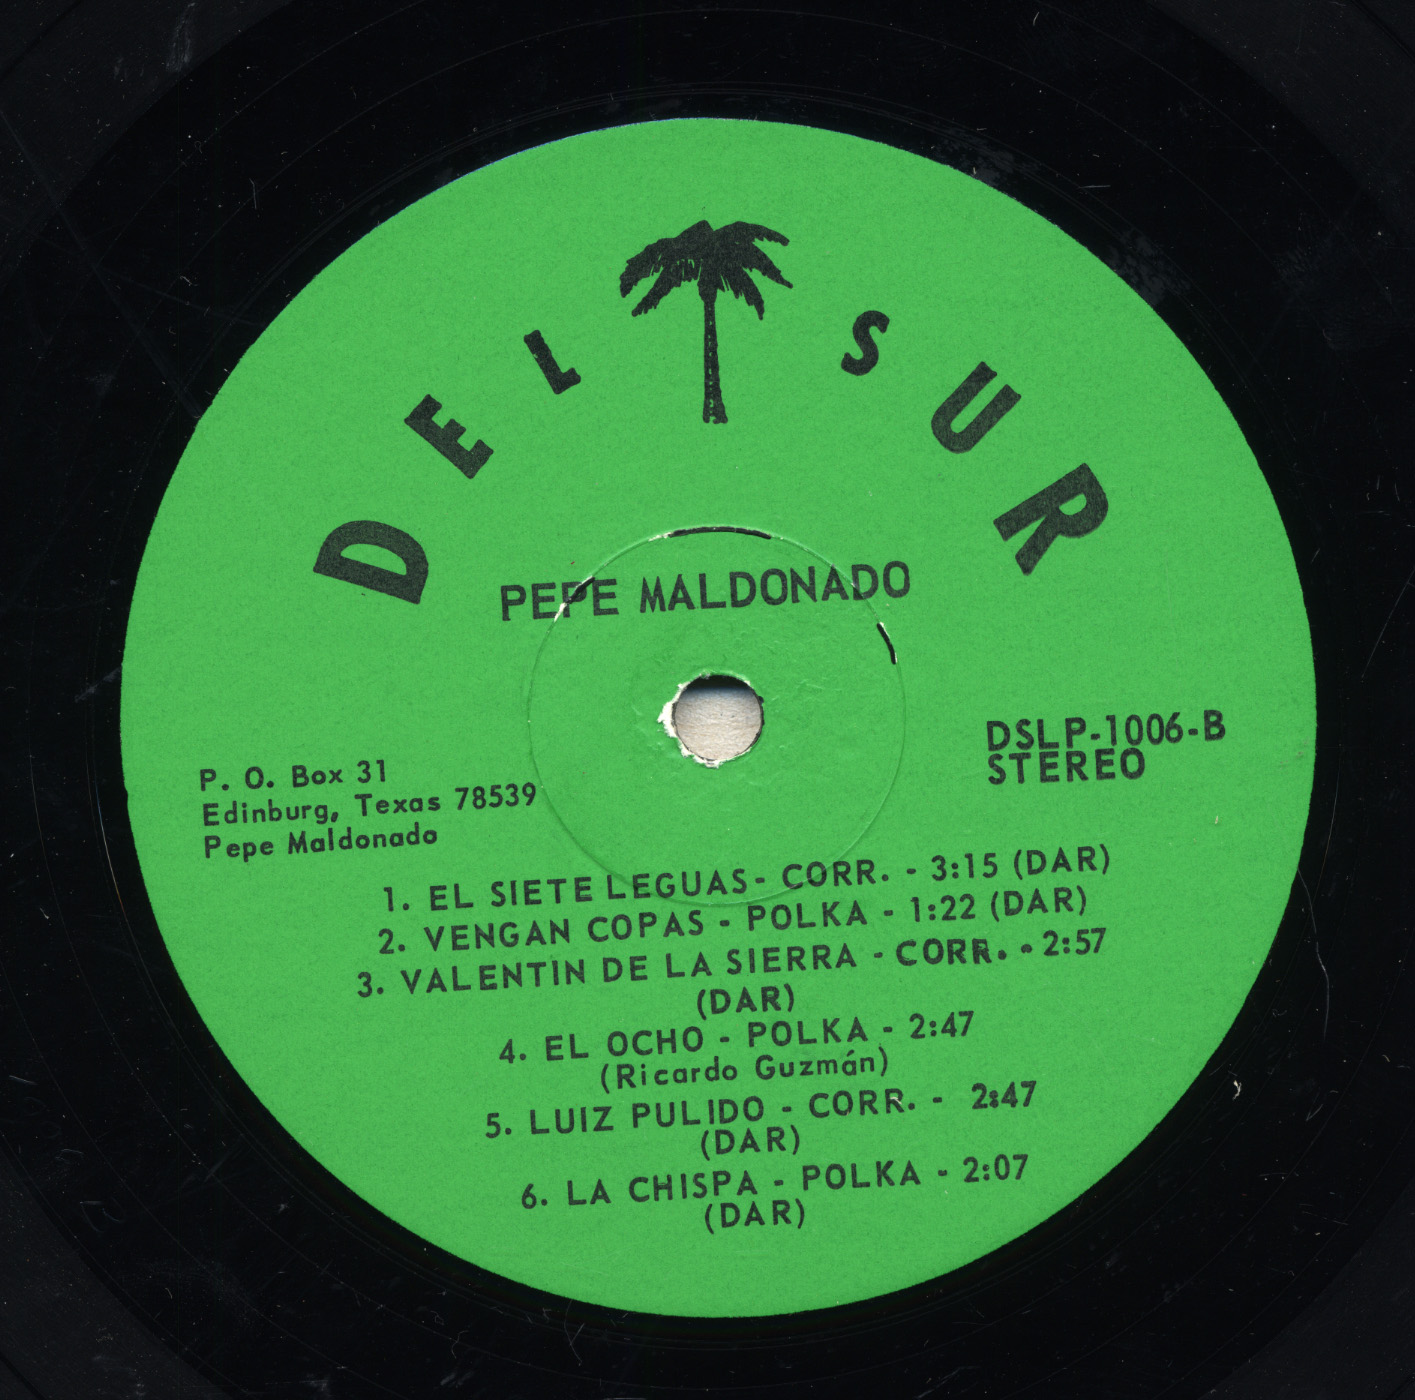 DEL SUR
PEPE MALDONADO
DSLP-1006-B
STEREO
P. O. Box 31
Edinburg, Texas 78539
Pepe Maldonado
1. EL SIETE LEGUAS- CORR. - 3:15 (DAR)
2. VENGAN COPAS - POLKA - 1:22 (DAR)
3. VALENTIN DE LA SIERRA - CORR. - 2:57
(DAR)
4. EL OCHO - POLKA - 2:47
(Ricardo Guzmán)
5. LUIZ PULIDO - CORR. - 2:47
(DAR)
6. LA CHISPA - POLKA - 2:07
(DAR)